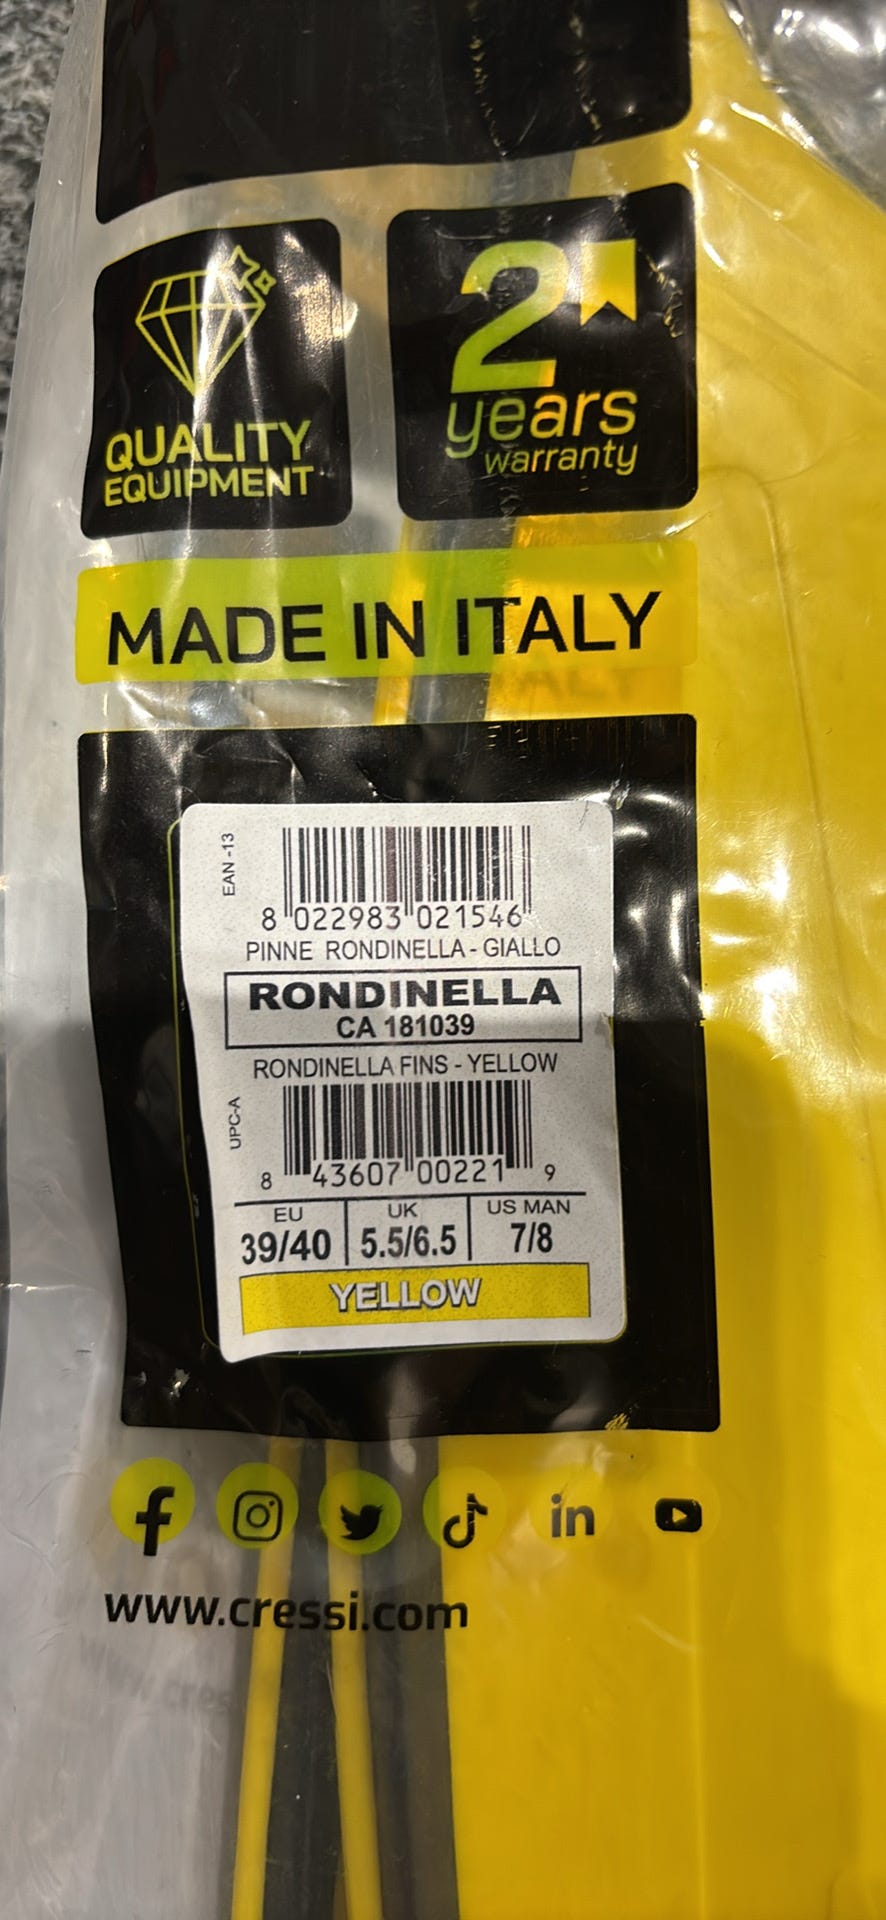 QUALITY
EQUIPMENT
2
years
warranty
MADE IN ITALY
EAN -13
8 022983 021546
PINNE RONDINELLA - GIALLO
RONDINELLA
CA 181039
RONDINELLA FINS - YELLOW
UPC-A
8 43607 00221 9
EU UK US MAN
39/40 5.5/6.5 7/8
YELLOW
in
www.cressi.com